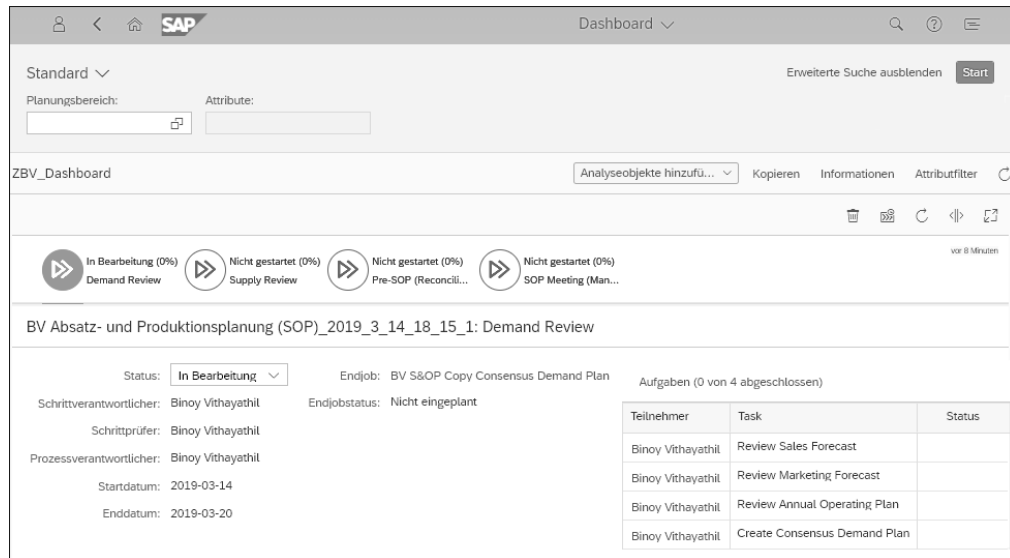 SAP Dashboard
Standard
Erweiterte Suche ausblenden Start
Planungsbereich: Attribute:
ZBV_Dashboard Analyseobjekte hinzufü... Kopieren Informationen Attributfilter
vor 8 Minuten
In Bearbeitung (0%) Nicht gestartet (0%) Nicht gestartet (0%) Nicht gestartet (0%)
Demand Review Supply Review Pre-SOP (Reconcili... SOP Meeting (Man...
BV Absatz- und Produktionsplanung (SOP)_2019_3_14_18_15_1: Demand Review
Status: In Bearbeitung
Schrittverantwortlicher: Binoy Vithayathil
Schrittprüfer: Binoy Vithayathil
Prozessverantwortlicher: Binoy Vithayathil
Startdatum: 2019-03-14
Enddatum: 2019-03-20
Endjob: BV S&OP Copy Consensus Demand Plan
Endjobstatus: Nicht eingeplant
Aufgaben (0 von 4 abgeschlossen)
Teilnehmer Task Status
Binoy Vithayathil Review Sales Forecast
Binoy Vithayathil Review Marketing Forecast
Binoy Vithayathil Review Annual Operating Plan
Binoy Vithayathil Create Consensus Demand Plan